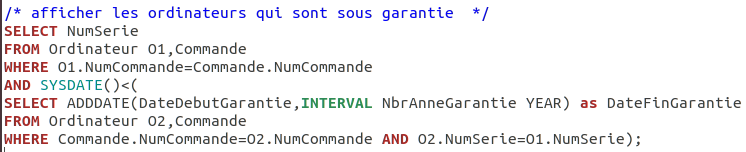 /* afficher les ordinateurs qui sont sous garantie  */
SELECT NumSerie
FROM Ordinateur O1,Commande
WHERE O1.NumCommande=Commande.NumCommande
AND SYSDATE()<(
SELECT ADDDATE(DateDebutGarantie,INTERVAL NbrAnneGarantie YEAR) as DateFinGarantie
FROM Ordinateur O2,Commande
WHERE Commande.NumCommande=O2.NumCommande AND O2.NumSerie=O1.NumSerie);